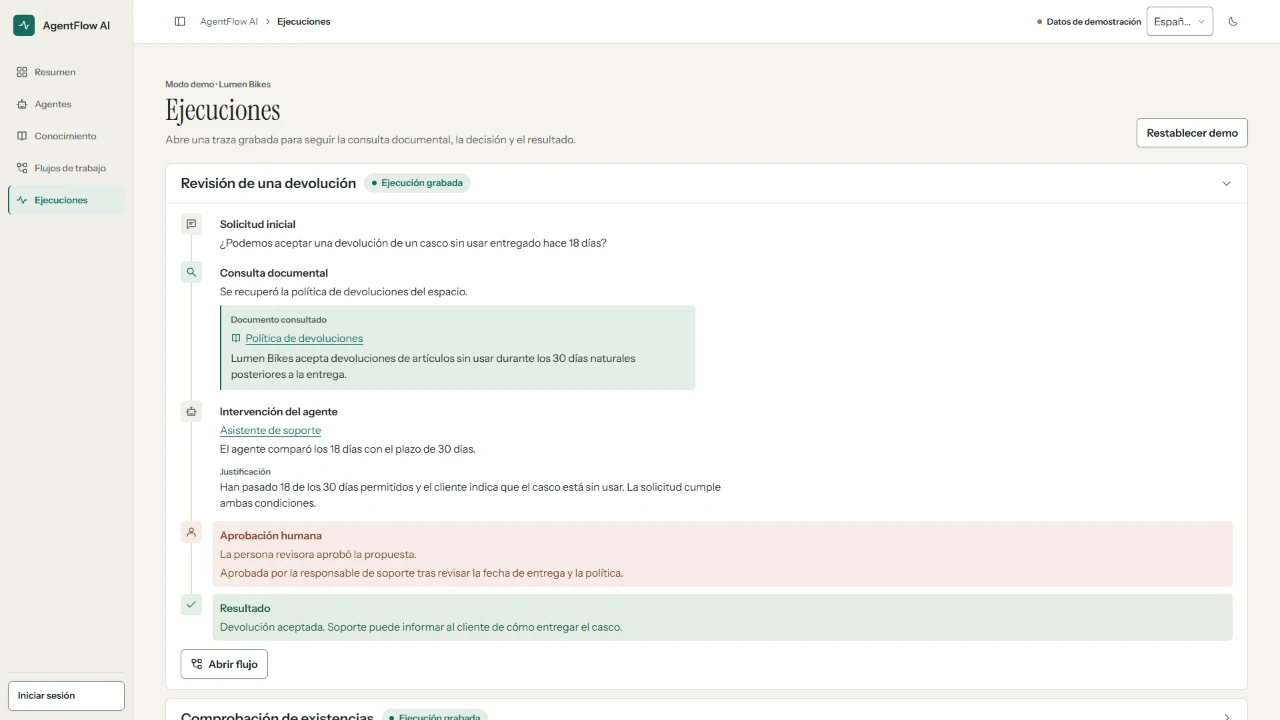 AgentFlow AI
AgentFlow AI > Ejecuciones
Datos de demostración
Españ...
Resumen
Agentes
Conocimiento
Flujos de trabajo
Ejecuciones
Iniciar sesión
Modo demo · Lumen Bikes
Ejecuciones
Abre una traza grabada para seguir la consulta documental, la decisión y el resultado.
Restablecer demo
Revisión de una devolución
Ejecución grabada
Solicitud inicial
¿Podemos aceptar una devolución de un casco sin usar entregado hace 18 días?
Consulta documental
Se recuperó la política de devoluciones del espacio.
Documento consultado
Política de devoluciones
Lumen Bikes acepta devoluciones de artículos sin usar durante los 30 días naturales
posteriores a la entrega.
Intervención del agente
Asistente de soporte
El agente comparó los 18 días con el plazo de 30 días.
Justificación
Han pasado 18 de los 30 días permitidos y el cliente indica que el casco está sin usar. La solicitud cumple
ambas condiciones.
Aprobación humana
La persona revisora aprobó la propuesta.
Aprobada por la responsable de soporte tras revisar la fecha de entrega y la política.
Resultado
Devolución aceptada. Soporte puede informar al cliente de cómo entregar el casco.
Abrir flujo
Comprobación de existencias
Ejecución grabada